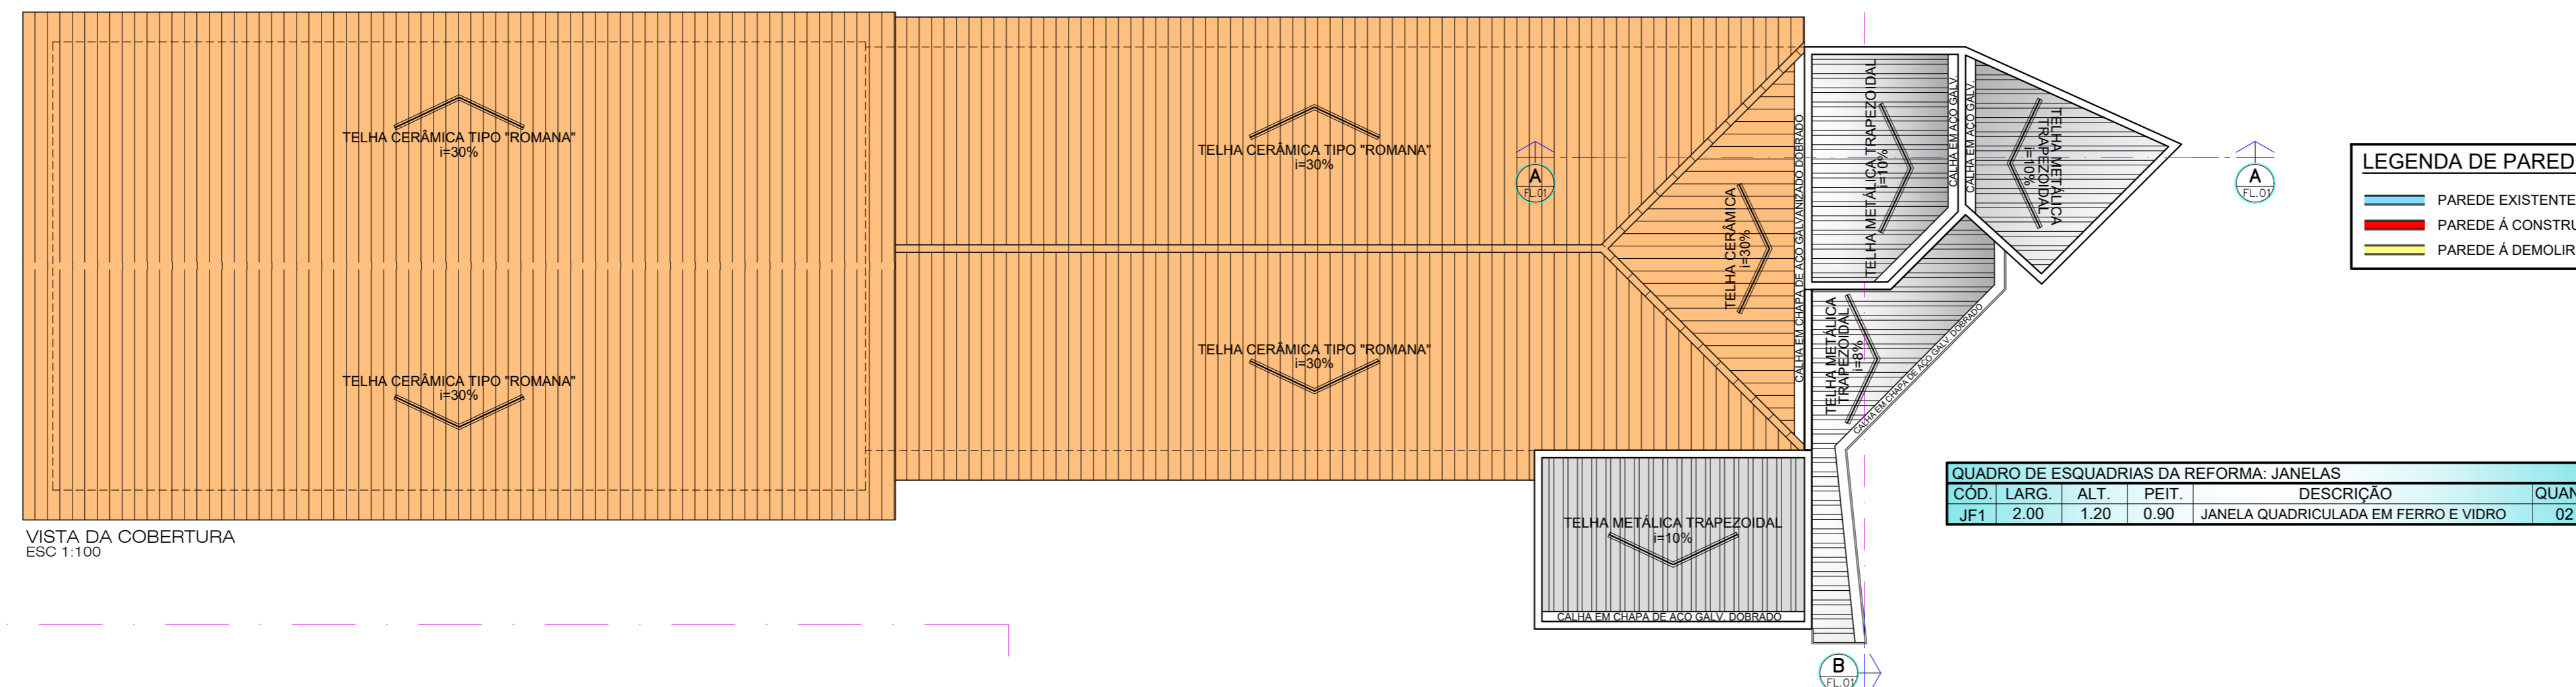 TELHA CERÂMICA TIPO "ROMANA"
i=30%
TELHA CERÂMICA TIPO "ROMANA"
i=30%
TELHA CERÂMICA TIPO "ROMANA"
i=30%
TELHA CERÂMICA TIPO "ROMANA"
i=30%
A
FL.01
TELHA CERÂMICA
i=30%
CALHA EM CHAPA DE AÇO GALVANIZADO DOBRADO
TELHA METÁLICA TRAPEZOIDAL
i=10%
CALHA EM AÇO GALV.
CALHA EM AÇO GALV.
TELHA METÁLICA
TRAPEZOIDAL
i=10%
A
FL.01
TELHA METÁLICA
TRAPEZOIDAL
i=8%
CALHA EM CHAPA DE AÇO GALV. DOBRADO
TELHA METÁLICA TRAPEZOIDAL
i=10%
CALHA EM CHAPA DE AÇO GALV. DOBRADO
B
FL.01
VISTA DA COBERTURA
ESC 1:100
LEGENDA DE PARED
PAREDE EXISTENTE
PAREDE Á CONSTRU
PAREDE Á DEMOLIR
QUADRO DE ESQUADRIAS DA REFORMA: JANELAS
CÓD. LARG. ALT. PEIT. DESCRIÇÃO QUAN
JF1 2.00 1.20 0.90 JANELA QUADRICULADA EM FERRO E VIDRO 02